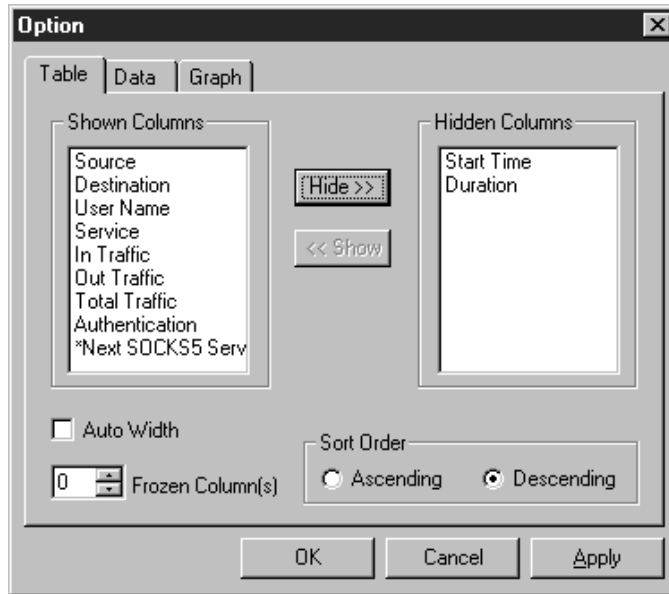 Option
Table
Data
Graph
Shown Columns
Source
Destination
User Name
Service
In Traffic
Out Traffic
Total Traffic
Authentication
*Next SOCKS5 Serv
Hide >>
<< Show
Hidden Columns
Start Time
Duration
Auto Width
0 Frozen Column(s)
Sort Order
Ascending
Descending
OK
Cancel
Apply